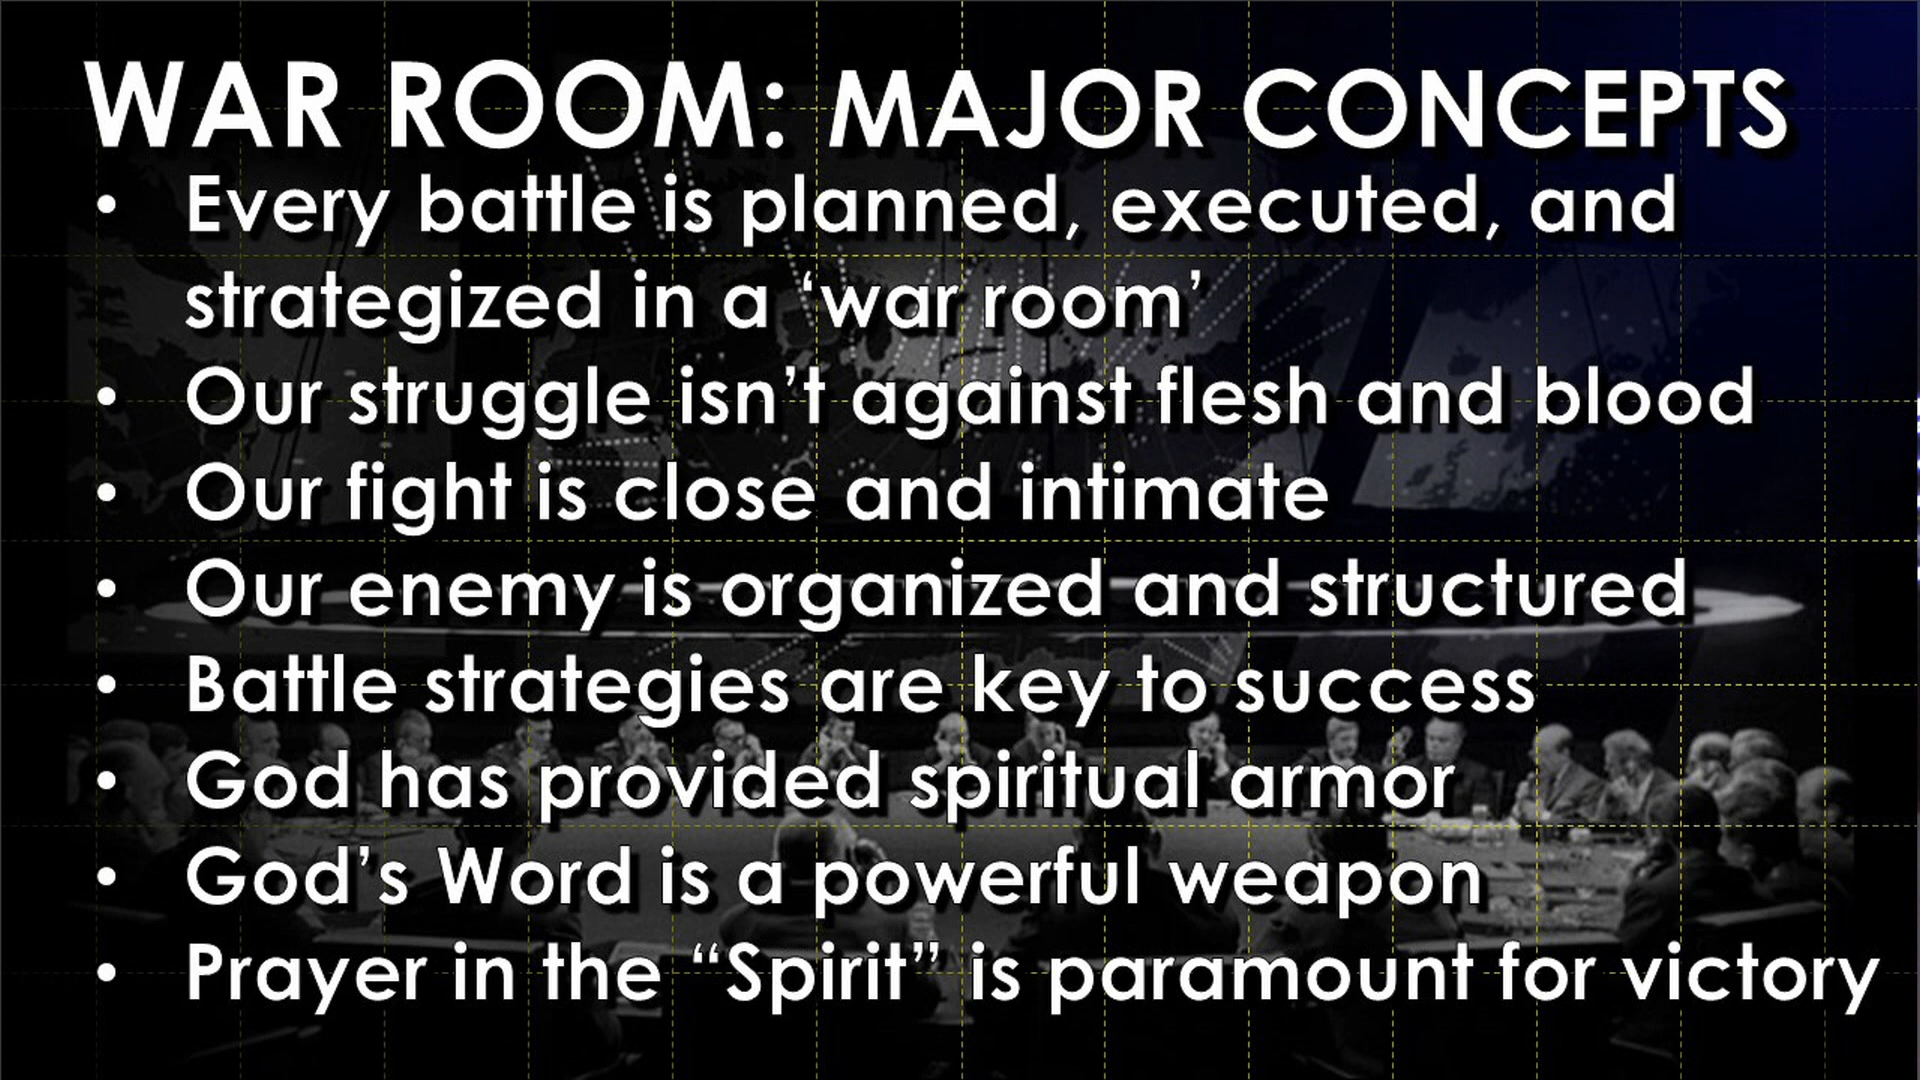 WAR ROOM: MAJOR CONCEPTS
• Every battle is planned, executed, and
strategized in a ‘war room’
• Our struggle isn’t against flesh and blood
• Our fight is close and intimate
• Our enemy is organized and structured
• Battle strategies are key to success
• God has provided spiritual armor
• God’s Word is a powerful weapon
• Prayer in the “Spirit” is paramount for victory